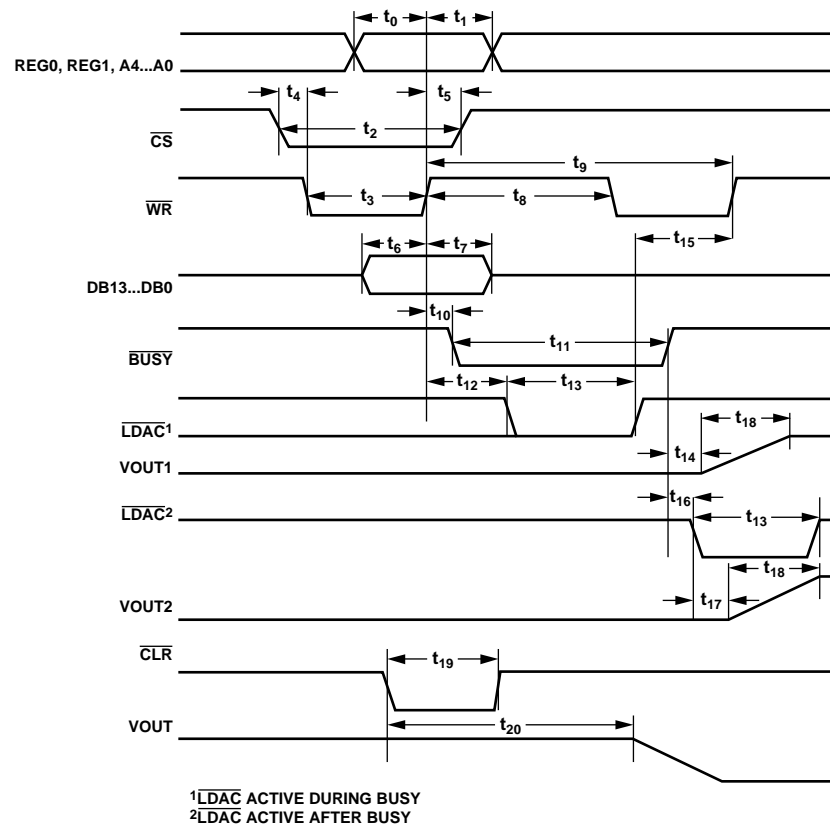 t0 t1
REG0, REG1, A4...A0
t4 t5
t2
CS
t9
WR t3 t8
t6 t7 t15
DB13...DB0
t10
t11
BUSY
t12 t13
LDAC1 t18
t14
VOUT1
t16
LDAC2 t13
t18
t17
VOUT2
CLR
t19
VOUT t20
1LDAC ACTIVE DURING BUSY
2LDAC ACTIVE AFTER BUSY